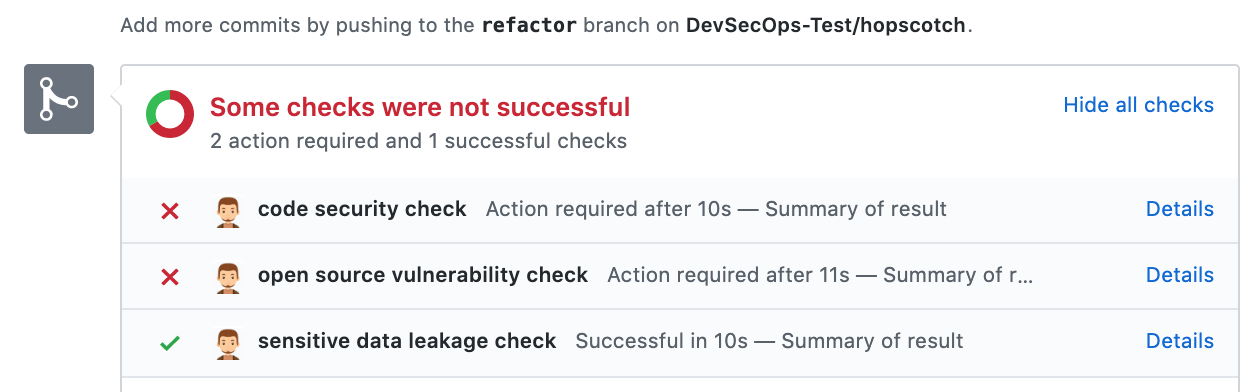 Add more commits by pushing to the refactor branch on DevSecOps-Test/hopscotch.
Some checks were not successful
Hide all checks
2 action required and 1 successful checks
code security check Action required after 10s — Summary of result Details
open source vulnerability check Action required after 11s — Summary of r... Details
sensitive data leakage check Successful in 10s — Summary of result Details